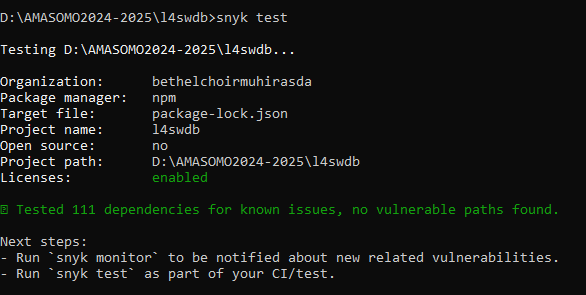 D:\AMASOMO2024-2025\l4swdb>snyk test
Testing D:\AMASOMO2024-2025\l4swdb...
Organization: bethelchoirmuhirasda
Package manager: npm
Target file: package-lock.json
Project name: l4swdb
Open source: no
Project path: D:\AMASOMO2024-2025\l4swdb
Licenses: enabled
Tested 111 dependencies for known issues, no vulnerable paths found.
Next steps:
- Run `snyk monitor` to be notified about new related vulnerabilities.
- Run `snyk test` as part of your CI/test.